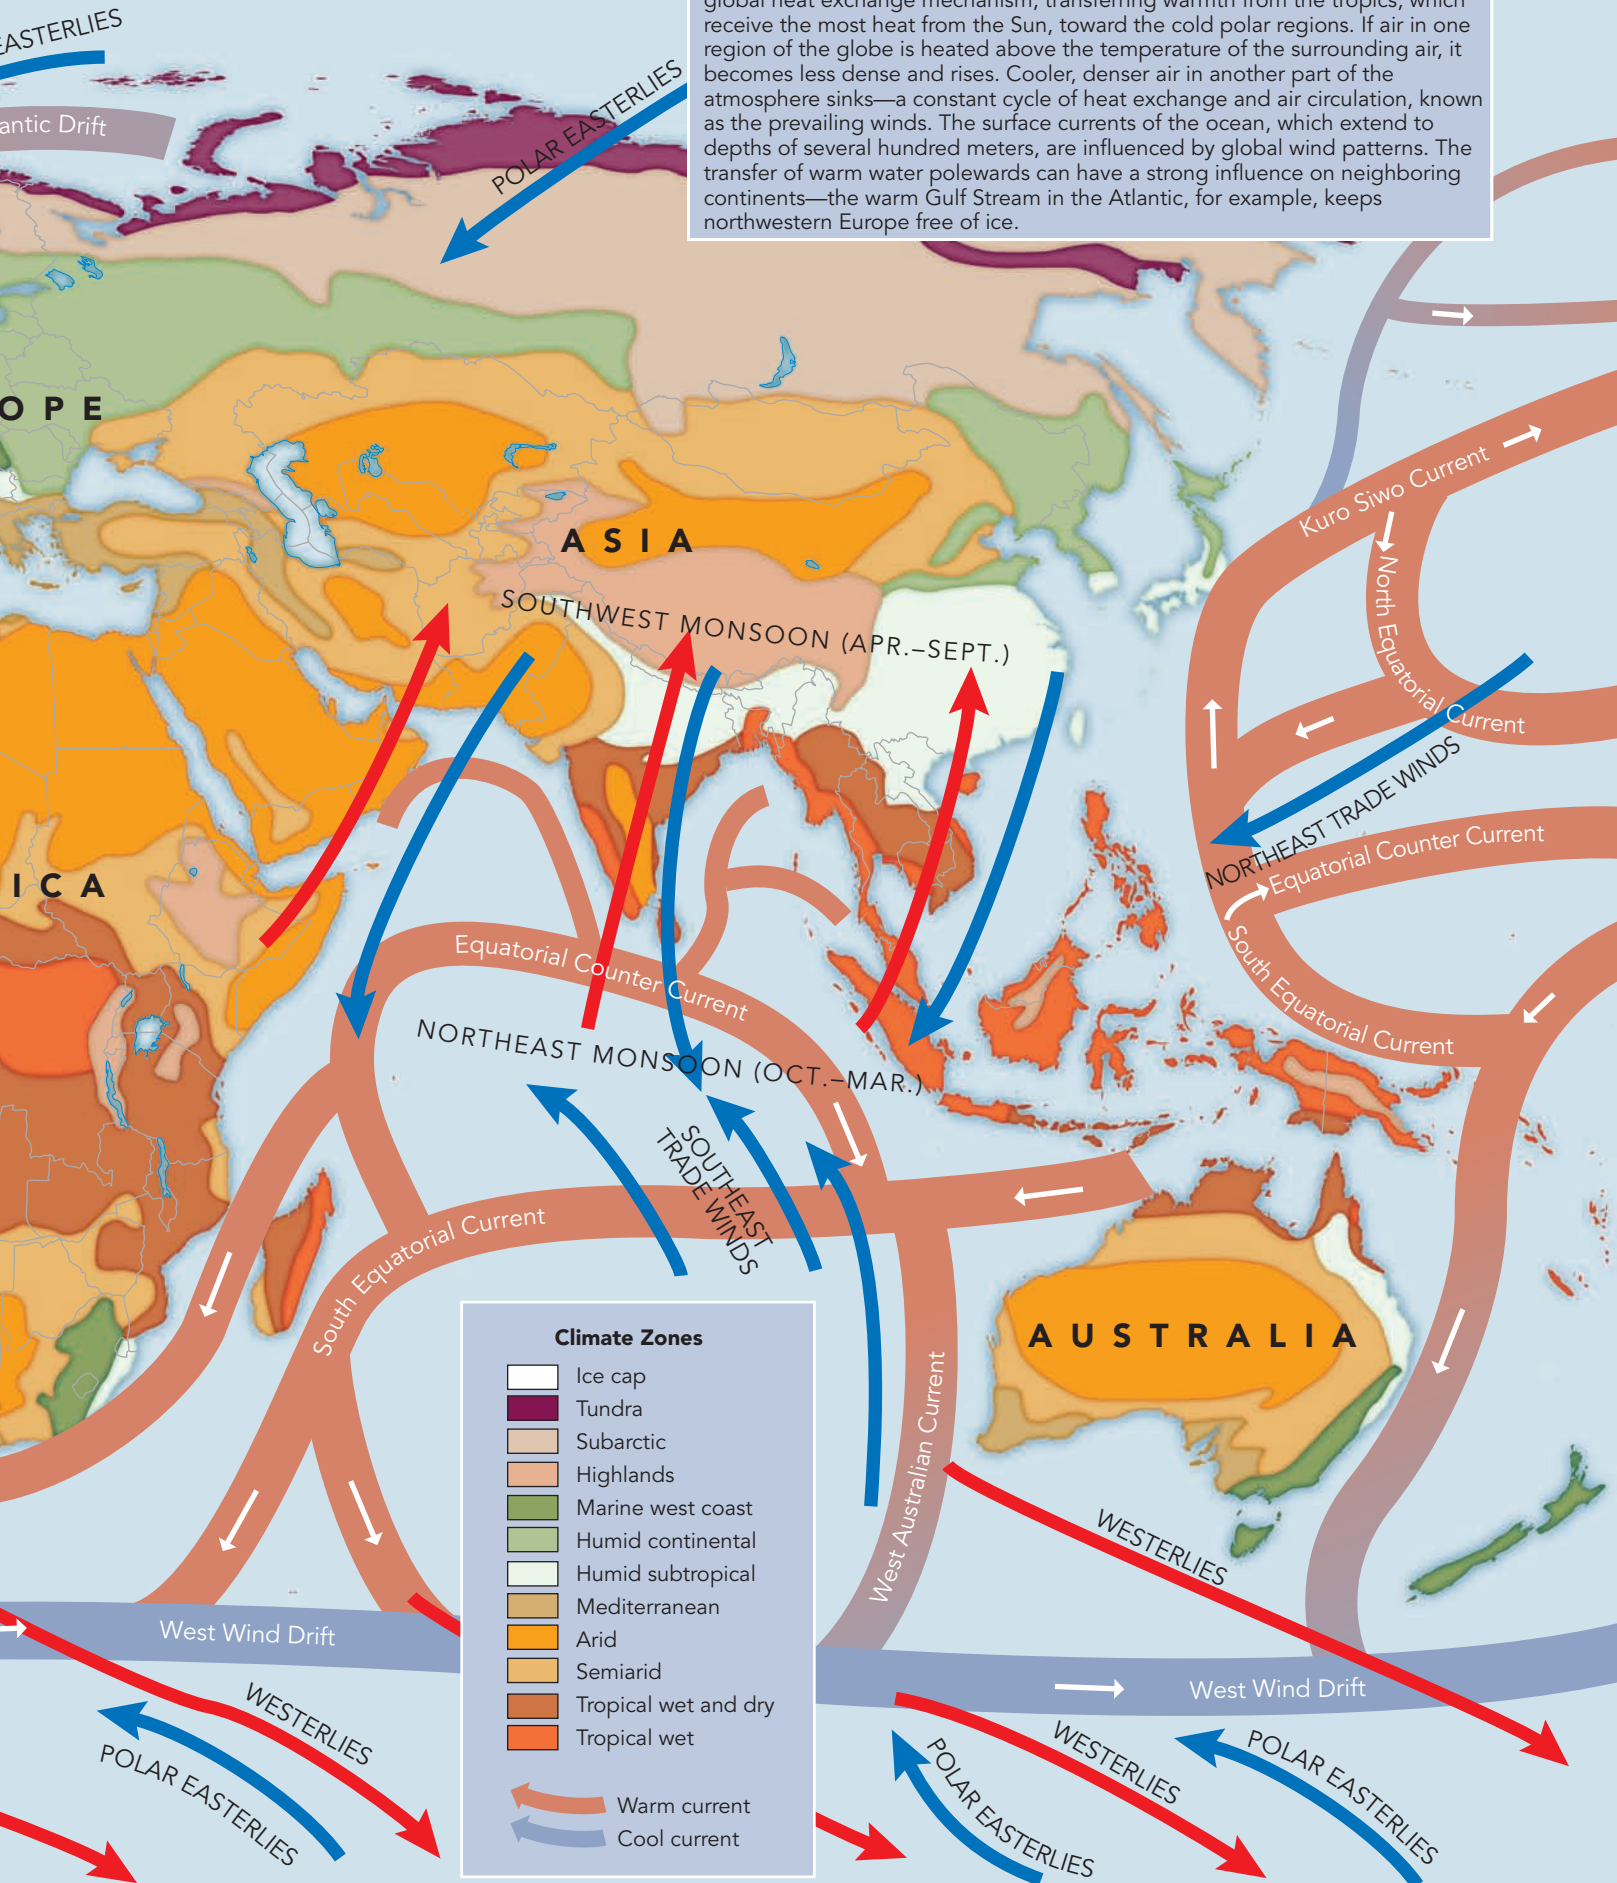 EASTERLIES
antic Drift
POLAR EASTERLIES
global heat exchange mechanism, transferring warmth from the tropics, which
receive the most heat from the Sun, toward the cold polar regions. If air in one
region of the globe is heated above the temperature of the surrounding air, it
becomes less dense and rises. Cooler, denser air in another part of the
atmosphere sinks—a constant cycle of heat exchange and air circulation, known
as the prevailing winds. The surface currents of the ocean, which extend to
depths of several hundred meters, are influenced by global wind patterns. The
transfer of warm water polewards can have a strong influence on neighboring
continents—the warm Gulf Stream in the Atlantic, for example, keeps
northwestern Europe free of ice.
OPE
ASIA
Kuro Siwo Current
North Equatorial Current
SOUTHWEST MONSOON (APR.–SEPT.)
NORTHEAST TRADE WINDS
Equatorial Counter Current
ICA
Equatorial Counter Current
South Equatorial Current
NORTHEAST MONSOON (OCT.–MAR.)
SOUTHEAST
TRADE WINDS
South Equatorial Current
AUSTRALIA
West Australian Current
WESTERLIES
Climate Zones
Ice cap
Tundra
Subarctic
Highlands
Marine west coast
Humid continental
Humid subtropical
Mediterranean
Arid
Semiarid
Tropical wet and dry
Tropical wet
Warm current
Cool current
West Wind Drift
West Wind Drift
WESTERLIES
POLAR EASTERLIES
WESTERLIES
POLAR EASTERLIES
POLAR EASTERLIES